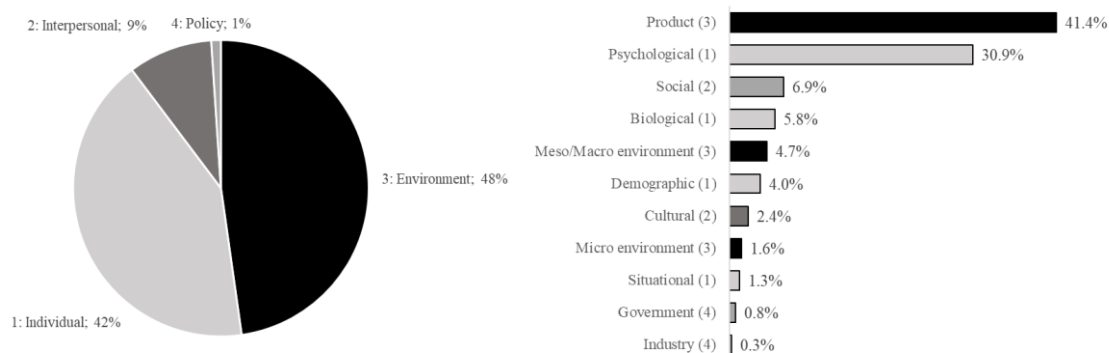 2: Interpersonal; 9%
4: Policy; 1%
3: Environment; 48%
1: Individual; 42%
Product (3) 41.4%
Psychological (1) 30.9%
Social (2) 6.9%
Biological (1) 5.8%
Meso/Macro environment (3) 4.7%
Demographic (1) 4.0%
Cultural (2) 2.4%
Micro environment (3) 1.6%
Situational (1) 1.3%
Government (4) 0.8%
Industry (4) 0.3%